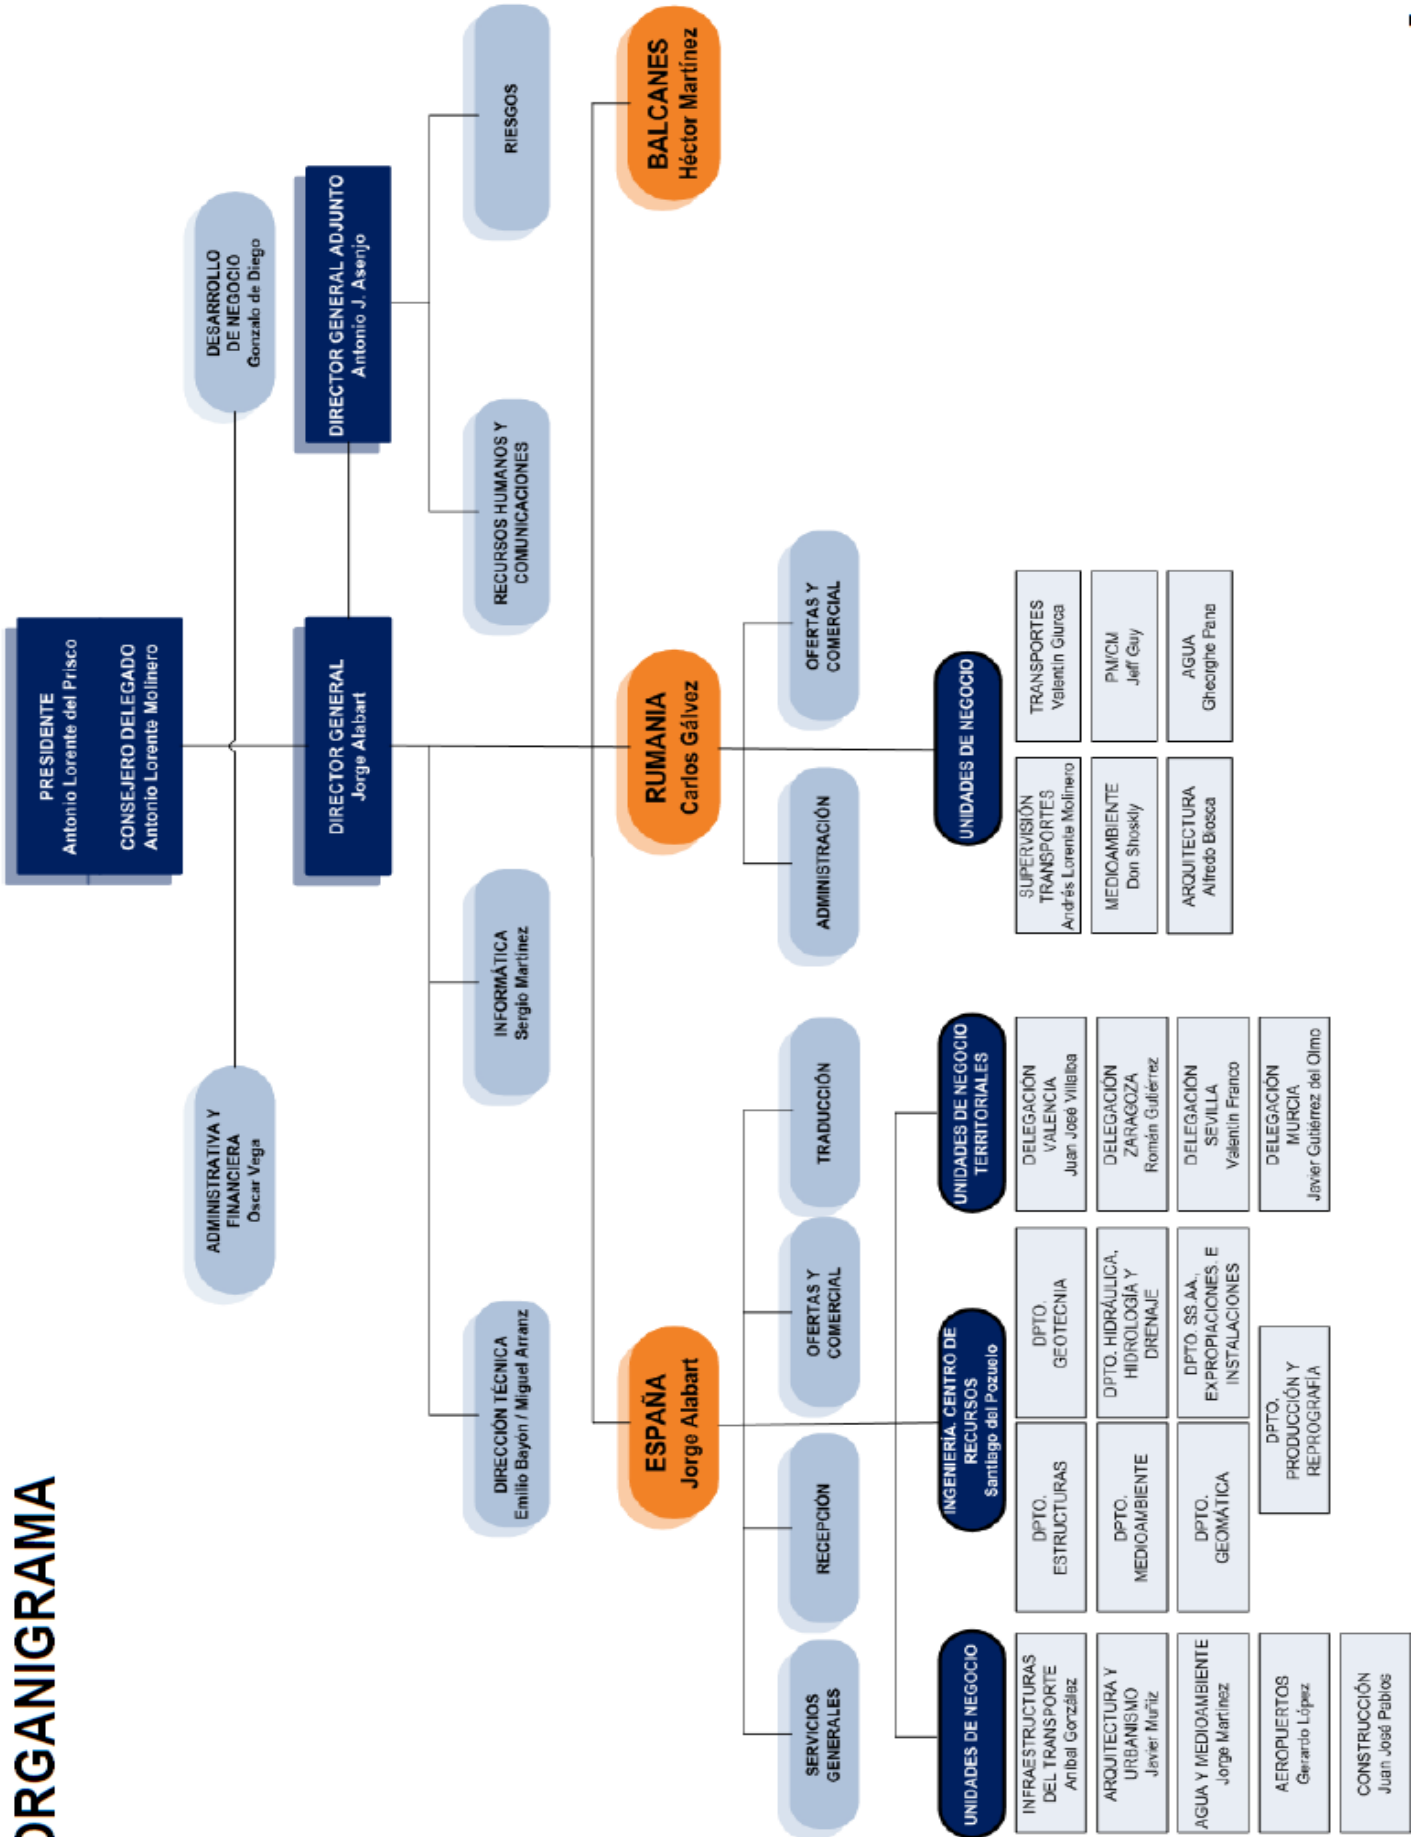 ORGANIGRAMA
PRESIDENTE
Antonio Lorente del Prisco
CONSEJERO DELEGADO
Antonio Lorente Molinero
ADMINISTRATIVA Y
FINANCIERA
Óscar Vega
DESARROLLO
DE NEGOCIO
Gonzalo de Diego
DIRECTOR GENERAL
Jorge Alabart
DIRECTOR GENERAL ADJUNTO
Antonio J. Asenjo
DIRECCIÓN TÉCNICA
Emilio Bayón / Miguel Arranz
INFORMÁTICA
Sergio Martínez
RECURSOS HUMANOS Y
COMUNICACIONES
RIESGOS
ESPAÑA
Jorge Alabart
RUMANIA
Carlos Gálvez
BALCANES
Héctor Martínez
SERVICIOS
GENERALES
RECEPCIÓN
OFERTAS Y
COMERCIAL
TRADUCCIÓN
ADMINISTRACIÓN
OFERTAS Y
COMERCIAL
UNIDADES DE NEGOCIO
INFRAESTRUCTURAS
DEL TRANSPORTE
Aníbal González
ARQUITECTURA Y
URBANISMO
Javier Muñiz
AGUA Y MEDIOAMBIENTE
Jorge Martínez
AEROPUERTOS
Gerardo López
CONSTRUCCIÓN
Juan José Pablos
INGENIERÍA. CENTRO DE
RECURSOS
Santiago del Pozuelo
DPTO.
ESTRUCTURAS
DPTO.
GEOTECNIA
DPTO.
MEDIOAMBIENTE
DPTO. HIDRÁULICA,
HIDROLOGÍA Y
DRENAJE
DPTO.
GEOMÁTICA
DPTO. SS.AA.,
EXPROPIACIONES. E
INSTALACIONES
DPTO.
PRODUCCIÓN Y
REPROGRAFÍA
UNIDADES DE NEGOCIO
TERRITORIALES
DELEGACIÓN
VALENCIA
Juan José Villalba
DELEGACIÓN
ZARAGOZA
Román Gutiérrez
DELEGACIÓN
SEVILLA
Valentín Franco
DELEGACIÓN
MURCIA
Javier Gutiérrez del Olmo
UNIDADES DE NEGOCIO
SUPERVISIÓN
TRANSPORTES
Andrés Lorente Molinero
TRANSPORTES
Valentin Giurca
MEDIOAMBIENTE
Don Shoskly
PM/CM
Jeff Guy
ARQUITECTURA
Alfredo Biosca
AGUA
Gheorghe Pana